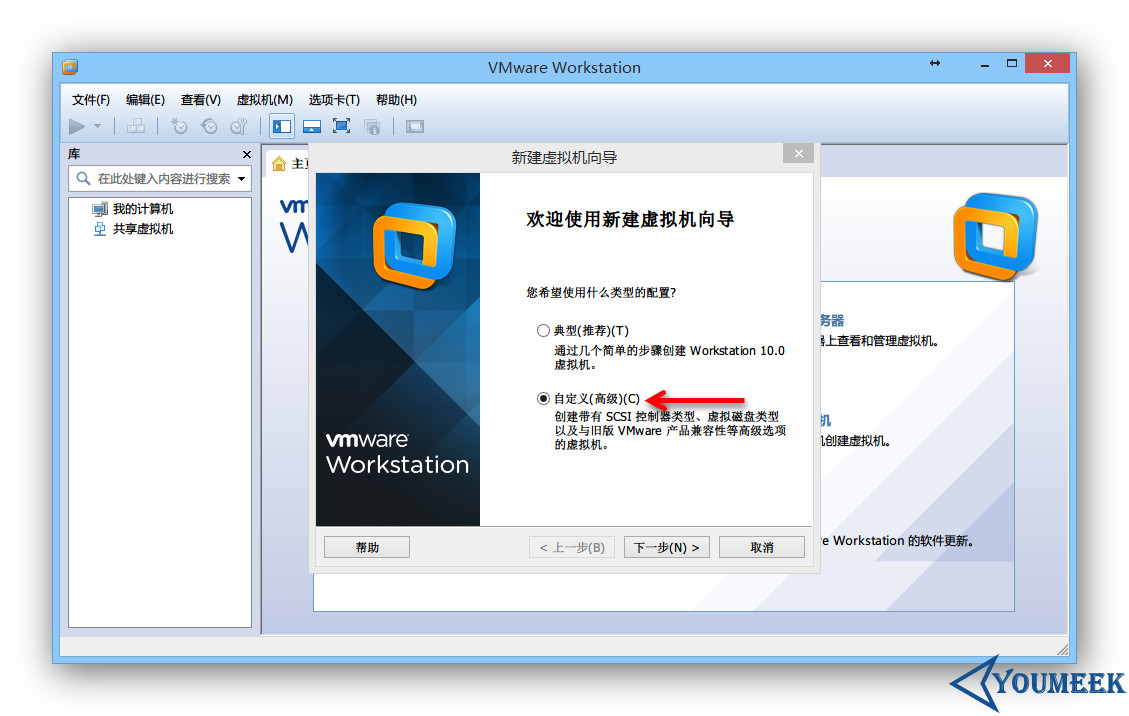 VMware Workstation
文件(F) 编辑(E) 查看(V) 虚拟机(M) 选项卡(T) 帮助(H)
库
在此处键入内容进行搜索
我的计算机
共享虚拟机
新建虚拟机向导
欢迎使用新建虚拟机向导
您希望使用什么类型的配置?
典型(推荐)(T)
通过几个简单的步骤创建 Workstation 10.0
虚拟机。
自定义(高级)(C)
创建带有 SCSI 控制器类型、虚拟磁盘类型
以及与旧版 VMware 产品兼容性等高级选项
的虚拟机。
vmware
Workstation
帮助
< 上一步(B)
下一步(N) >
取消
主
vm
W
务器
器上查看和管理虚拟机。
机
创建虚拟机。
re Workstation 的软件更新。
YOUMEEK